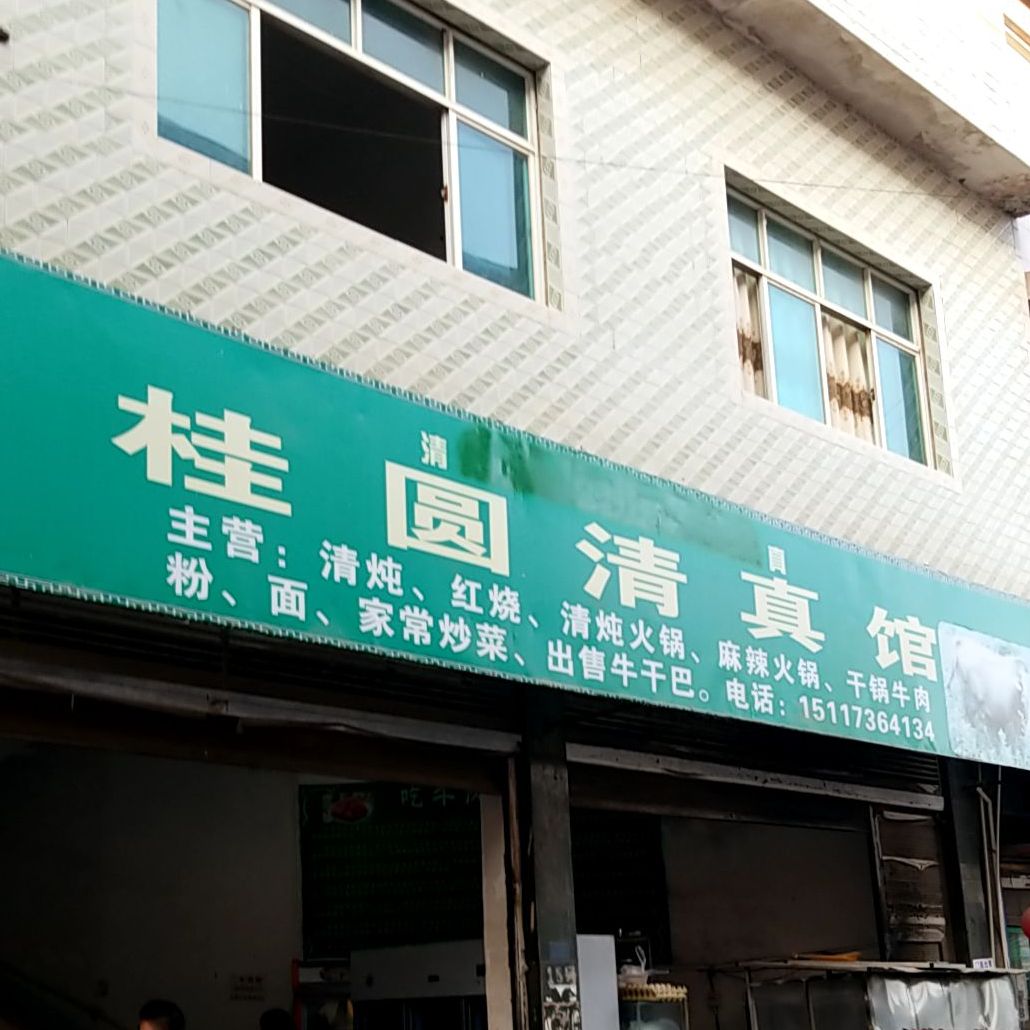 清
桂圆清真馆
主营：清炖、红烧、清炖火锅、麻辣火锅、干锅牛肉
粉、面、家常炒菜、出售牛干巴。电话：15117364134
吃牛